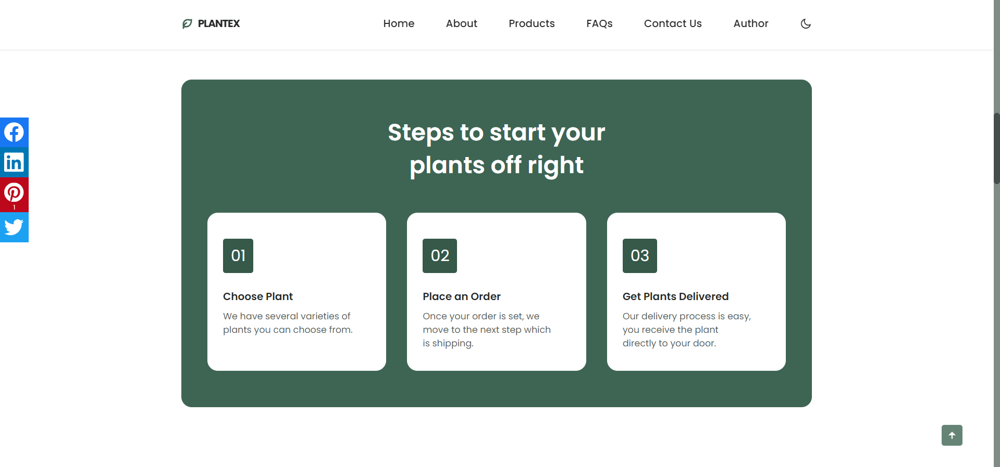 PLANTEX
Home
About
Products
FAQs
Contact Us
Author
Steps to start your
plants off right
1
01
Choose Plant
We have several varieties of
plants you can choose from.
02
Place an Order
Once your order is set, we
move to the next step which
is shipping.
03
Get Plants Delivered
Our delivery process is easy,
you receive the plant
directly to your door.